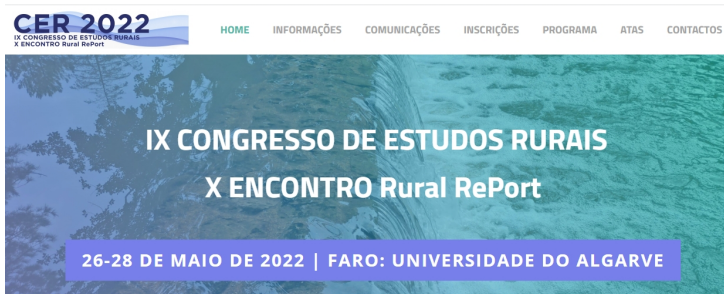 CER 2022
IX CONGRESSO DE ESTUDOS RURAIS
X ENCONTRO Rural RePort
HOME INFORMAÇÕES COMUNICAÇÕES INSCRIÇÕES PROGRAMA ATAS CONTACTOS
IX CONGRESSO DE ESTUDOS RURAIS
X ENCONTRO Rural RePort
26-28 DE MAIO DE 2022 | FARO: UNIVERSIDADE DO ALGARVE